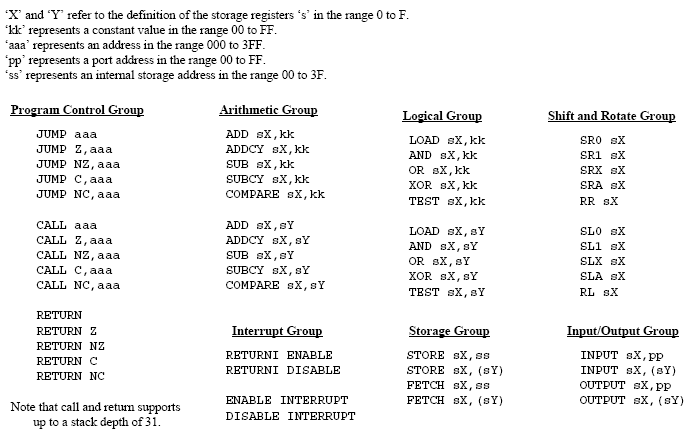 ‘X’ and ‘Y’ refer to the definition of the storage registers ‘s’ in the range 0 to F.
‘kk’ represents a constant value in the range 00 to FF.
‘aaa’ represents an address in the range 000 to 3FF.
‘pp’ represents a port address in the range 00 to FF.
‘ss’ represents an internal storage address in the range 00 to 3F.
Program Control Group
JUMP aaa
JUMP Z,aaa
JUMP NZ,aaa
JUMP C,aaa
JUMP NC,aaa
CALL aaa
CALL Z,aaa
CALL NZ,aaa
CALL C,aaa
CALL NC,aaa
RETURN
RETURN Z
RETURN NZ
RETURN C
RETURN NC
Note that call and return supports
up to a stack depth of 31.
Arithmetic Group
ADD sX,kk
ADDCY sX,kk
SUB sX,kk
SUBCY sX,kk
COMPARE sX,kk
ADD sX,sY
ADDCY sX,sY
SUB sX,sY
SUBCY sX,sY
COMPARE sX,sY
Interrupt Group
RETURNI ENABLE
RETURNI DISABLE
ENABLE INTERRUPT
DISABLE INTERRUPT
Logical Group
LOAD sX,kk
AND sX,kk
OR sX,kk
XOR sX,kk
TEST sX,kk
LOAD sX,sY
AND sX,sY
OR sX,sY
XOR sX,sY
TEST sX,sY
Storage Group
STORE sX,ss
STORE sX,(sY)
FETCH sX,ss
FETCH sX,(sY)
Shift and Rotate Group
SR0 sX
SR1 sX
SRX sX
SRA sX
RR sX
SL0 sX
SL1 sX
SLX sX
SLA sX
RL sX
Input/Output Group
INPUT sX,pp
INPUT sX,(sY)
OUTPUT sX,pp
OUTPUT sX,(sY)